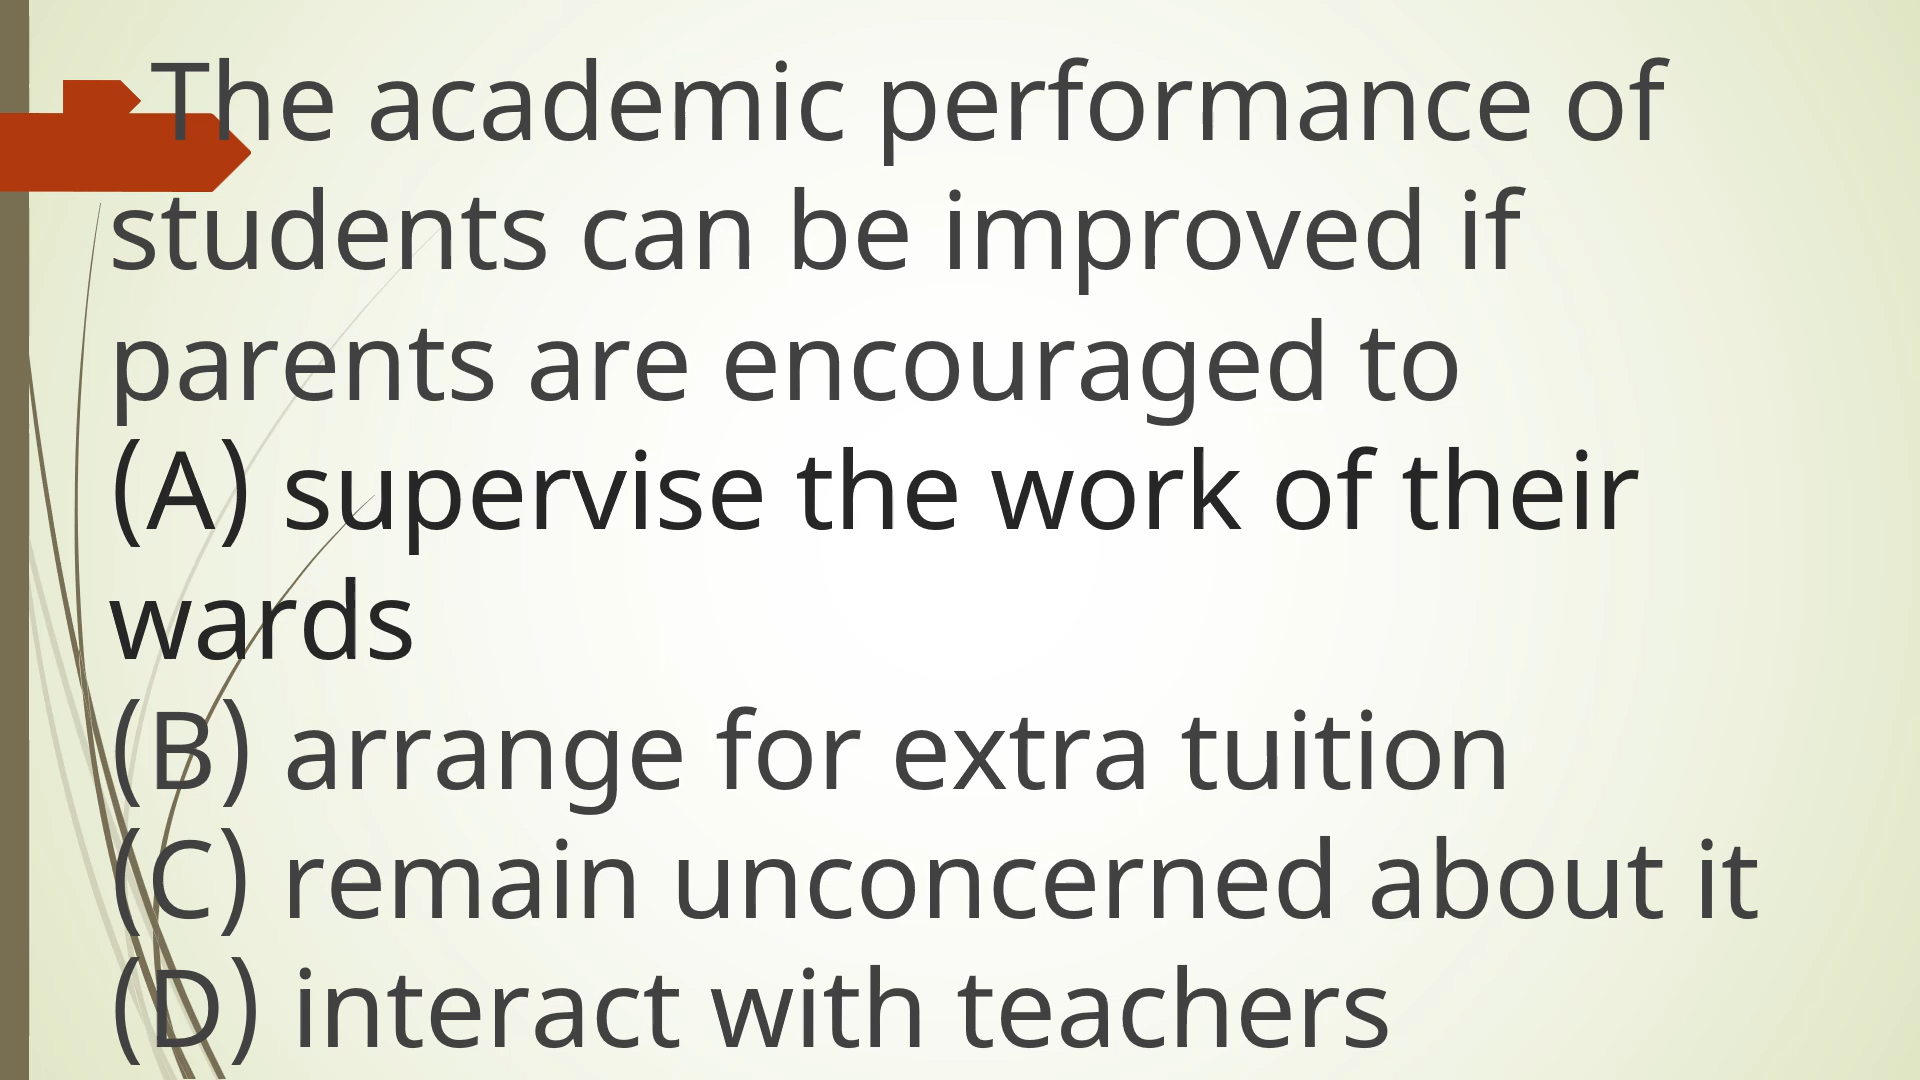 The academic performance of
students can be improved if
parents are encouraged to
(A) supervise the work of their
wards
(B) arrange for extra tuition
(C) remain unconcerned about it
(D) interact with teachers